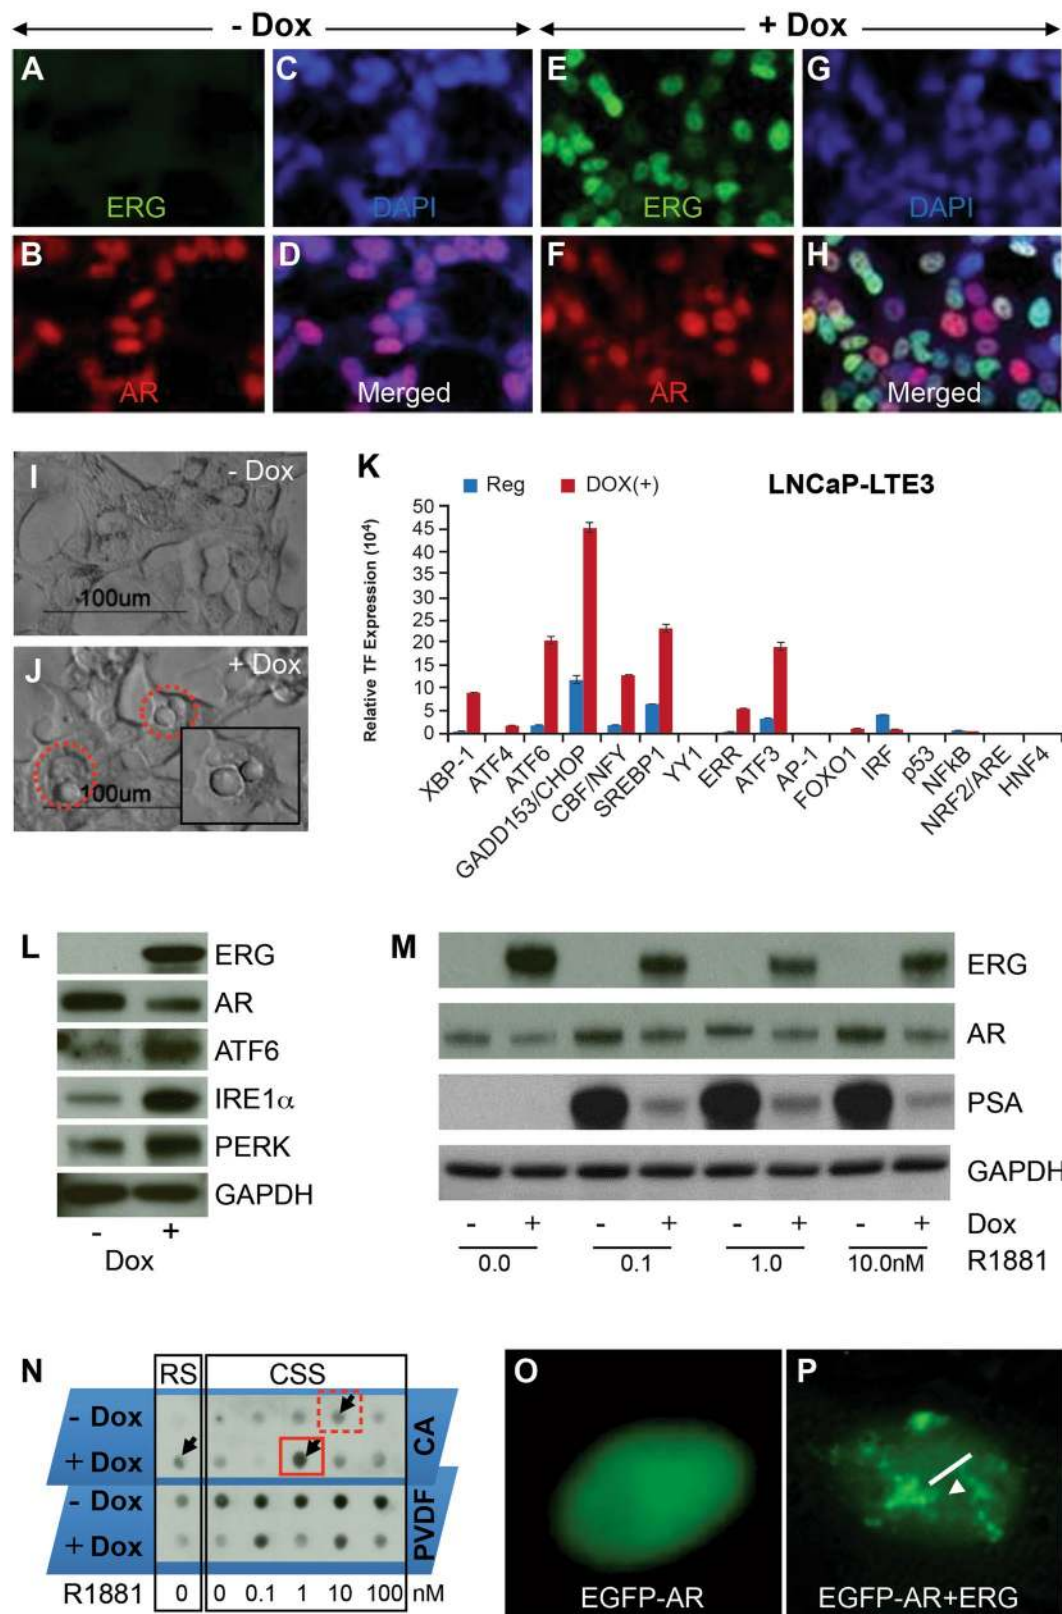 - Dox
+ Dox
A
ERG
C
DAPI
E
ERG
G
DAPI
B
AR
D
Merged
F
AR
H
Merged
I
- Dox
100um
J
+ Dox
100um
K
Reg
DOX(+)
LNCaP-LTE3
Relative TF Expression (10⁴)
50
45
40
35
30
25
20
15
10
5
0
XBP-1
ATF4
ATF6
GADD153/CHOP
CBF/NFY
SREBP1
YY1
ERR
ATF3
AP-1
FOXO1
IRF
p53
NFkB
NRF2/ARE
HNF4
L
ERG
AR
ATF6
IRE1α
PERK
GAPDH
- +
Dox
M
ERG
AR
PSA
GAPDH
- + - + - + - + Dox
0.0 0.1 1.0 10.0nM R1881
N
RS CSS
- Dox
+ Dox
CA
- Dox
+ Dox
PVDF
R1881 0 0 0.1 1 10 100 nM
O
EGFP-AR
P
EGFP-AR+ERG